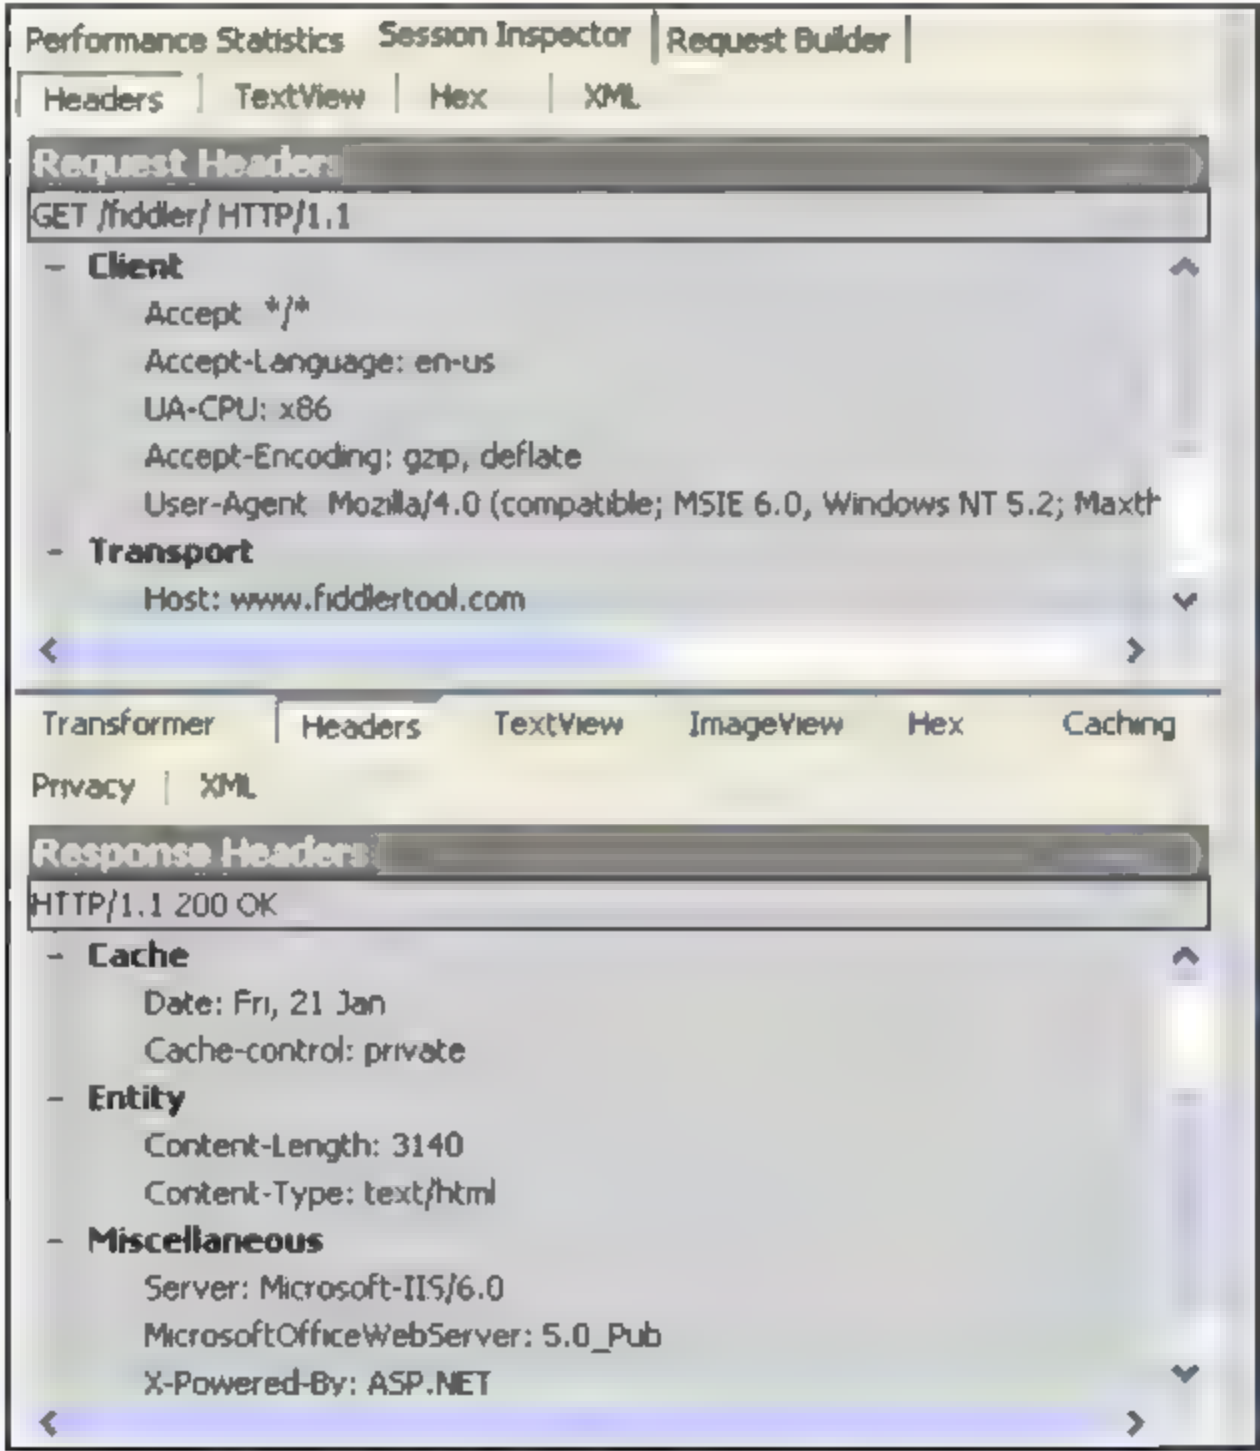 Performance Statistics Session Inspector Request Builder
Headers TextView Hex XML
Request Headers
GET /fiddler/ HTTP/1.1
Client
Accept */*
Accept-Language: en-us
UA-CPU: x86
Accept-Encoding: gzip, deflate
User-Agent Mozilla/4.0 (compatible; MSIE 6.0, Windows NT 5.2; Maxth
Transport
Host: www.fiddlertool.com
Transformer Headers TextView ImageView Hex Caching
Privacy XML
Response Headers
HTTP/1.1 200 OK
Cache
Date: Fri, 21 Jan
Cache-control: private
Entity
Content-Length: 3140
Content-Type: text/html
Miscellaneous
Server: Microsoft-IIS/6.0
MicrosoftOfficeWebServer: 5.0_Pub
X-Powered-By: ASP.NET